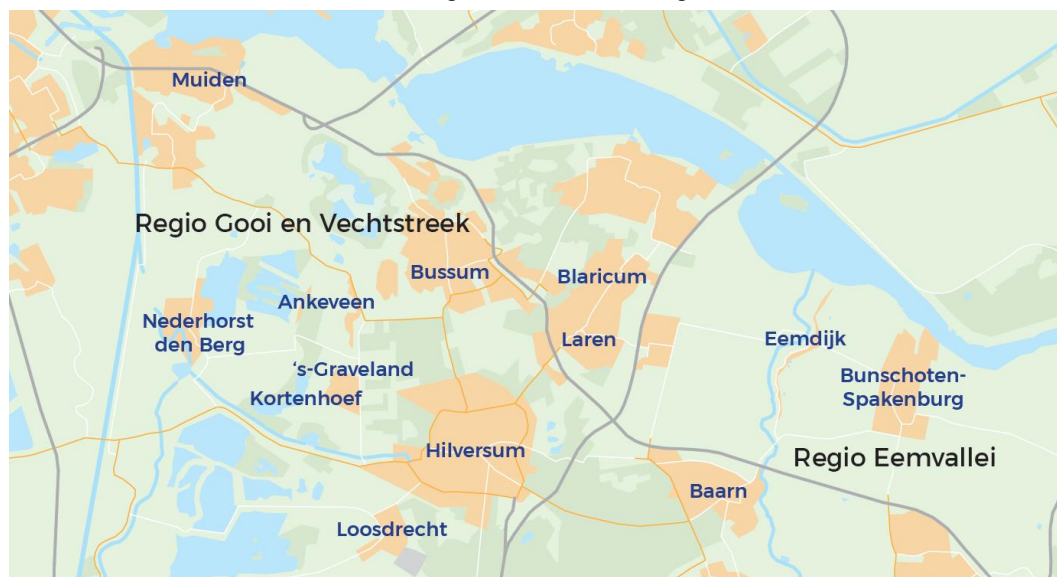 Muiden
Regio Gooi en Vechtstreek
Bussum
Blaricum
Ankeveen
Nederhorst
den Berg
Laren
Eemdijk
's-Graveland
Kortenhoef
Bunschoten-
Spakenburg
Hilversum
Regio Eemvallei
Baarn
Loosdrecht